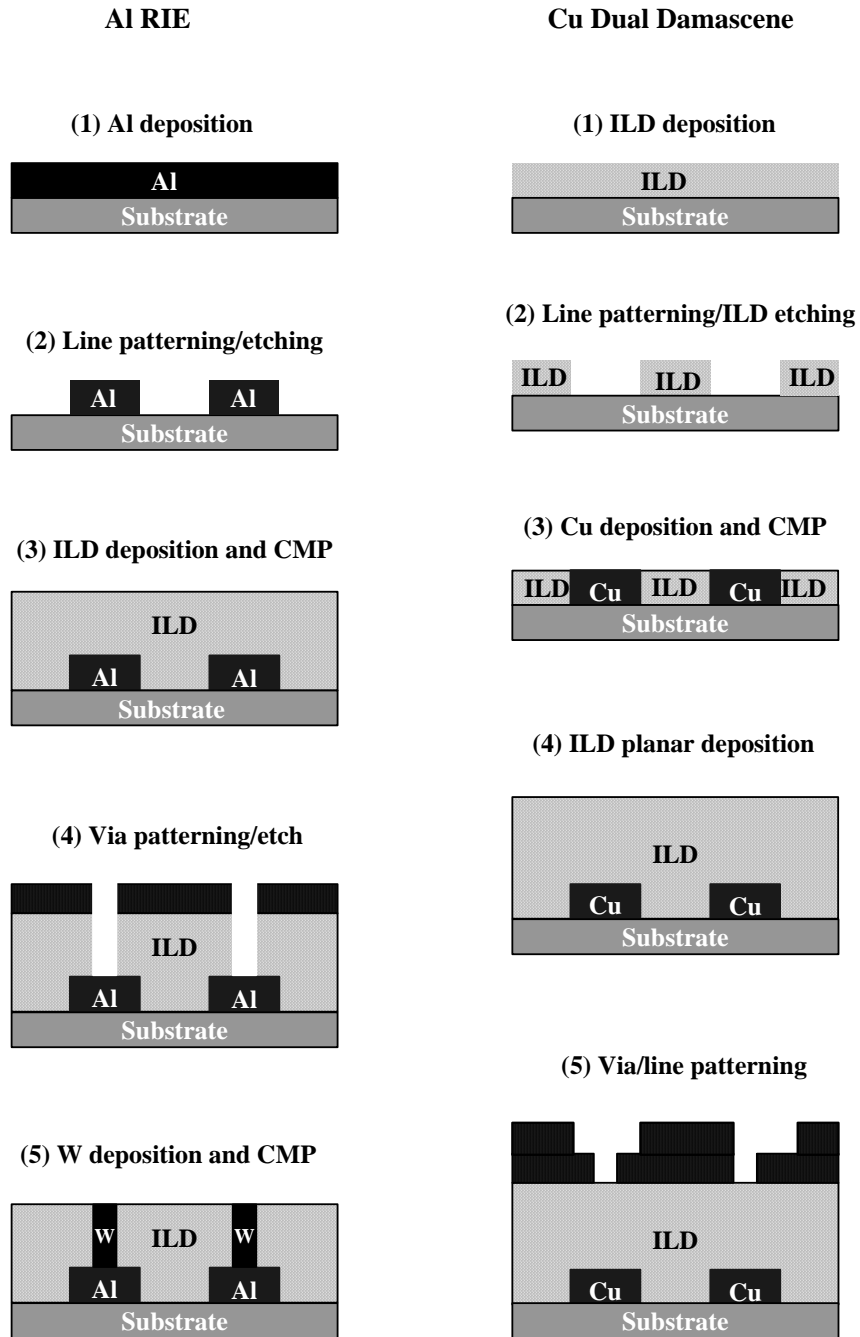 Al RIE
(1) Al deposition
Al
Substrate
(2) Line patterning/etching
Al Al
Substrate
(3) ILD deposition and CMP
ILD
Al Al
Substrate
(4) Via patterning/etch
ILD
Al Al
Substrate
(5) W deposition and CMP
W ILD W
Al Al
Substrate
Cu Dual Damascene
(1) ILD deposition
ILD
Substrate
(2) Line patterning/ILD etching
ILD ILD ILD
Substrate
(3) Cu deposition and CMP
ILD Cu ILD Cu ILD
Substrate
(4) ILD planar deposition
ILD
Cu Cu
Substrate
(5) Via/line patterning
ILD
Cu Cu
Substrate